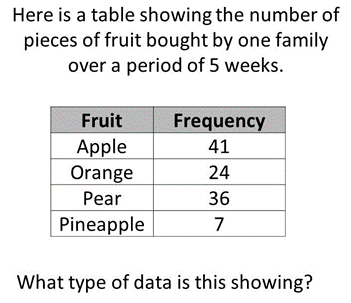 Here is a table showing the number of
pieces of fruit bought by one family
over a period of 5 weeks.
Fruit Frequency
Apple 41
Orange 24
Pear 36
Pineapple 7
What type of data is this showing?